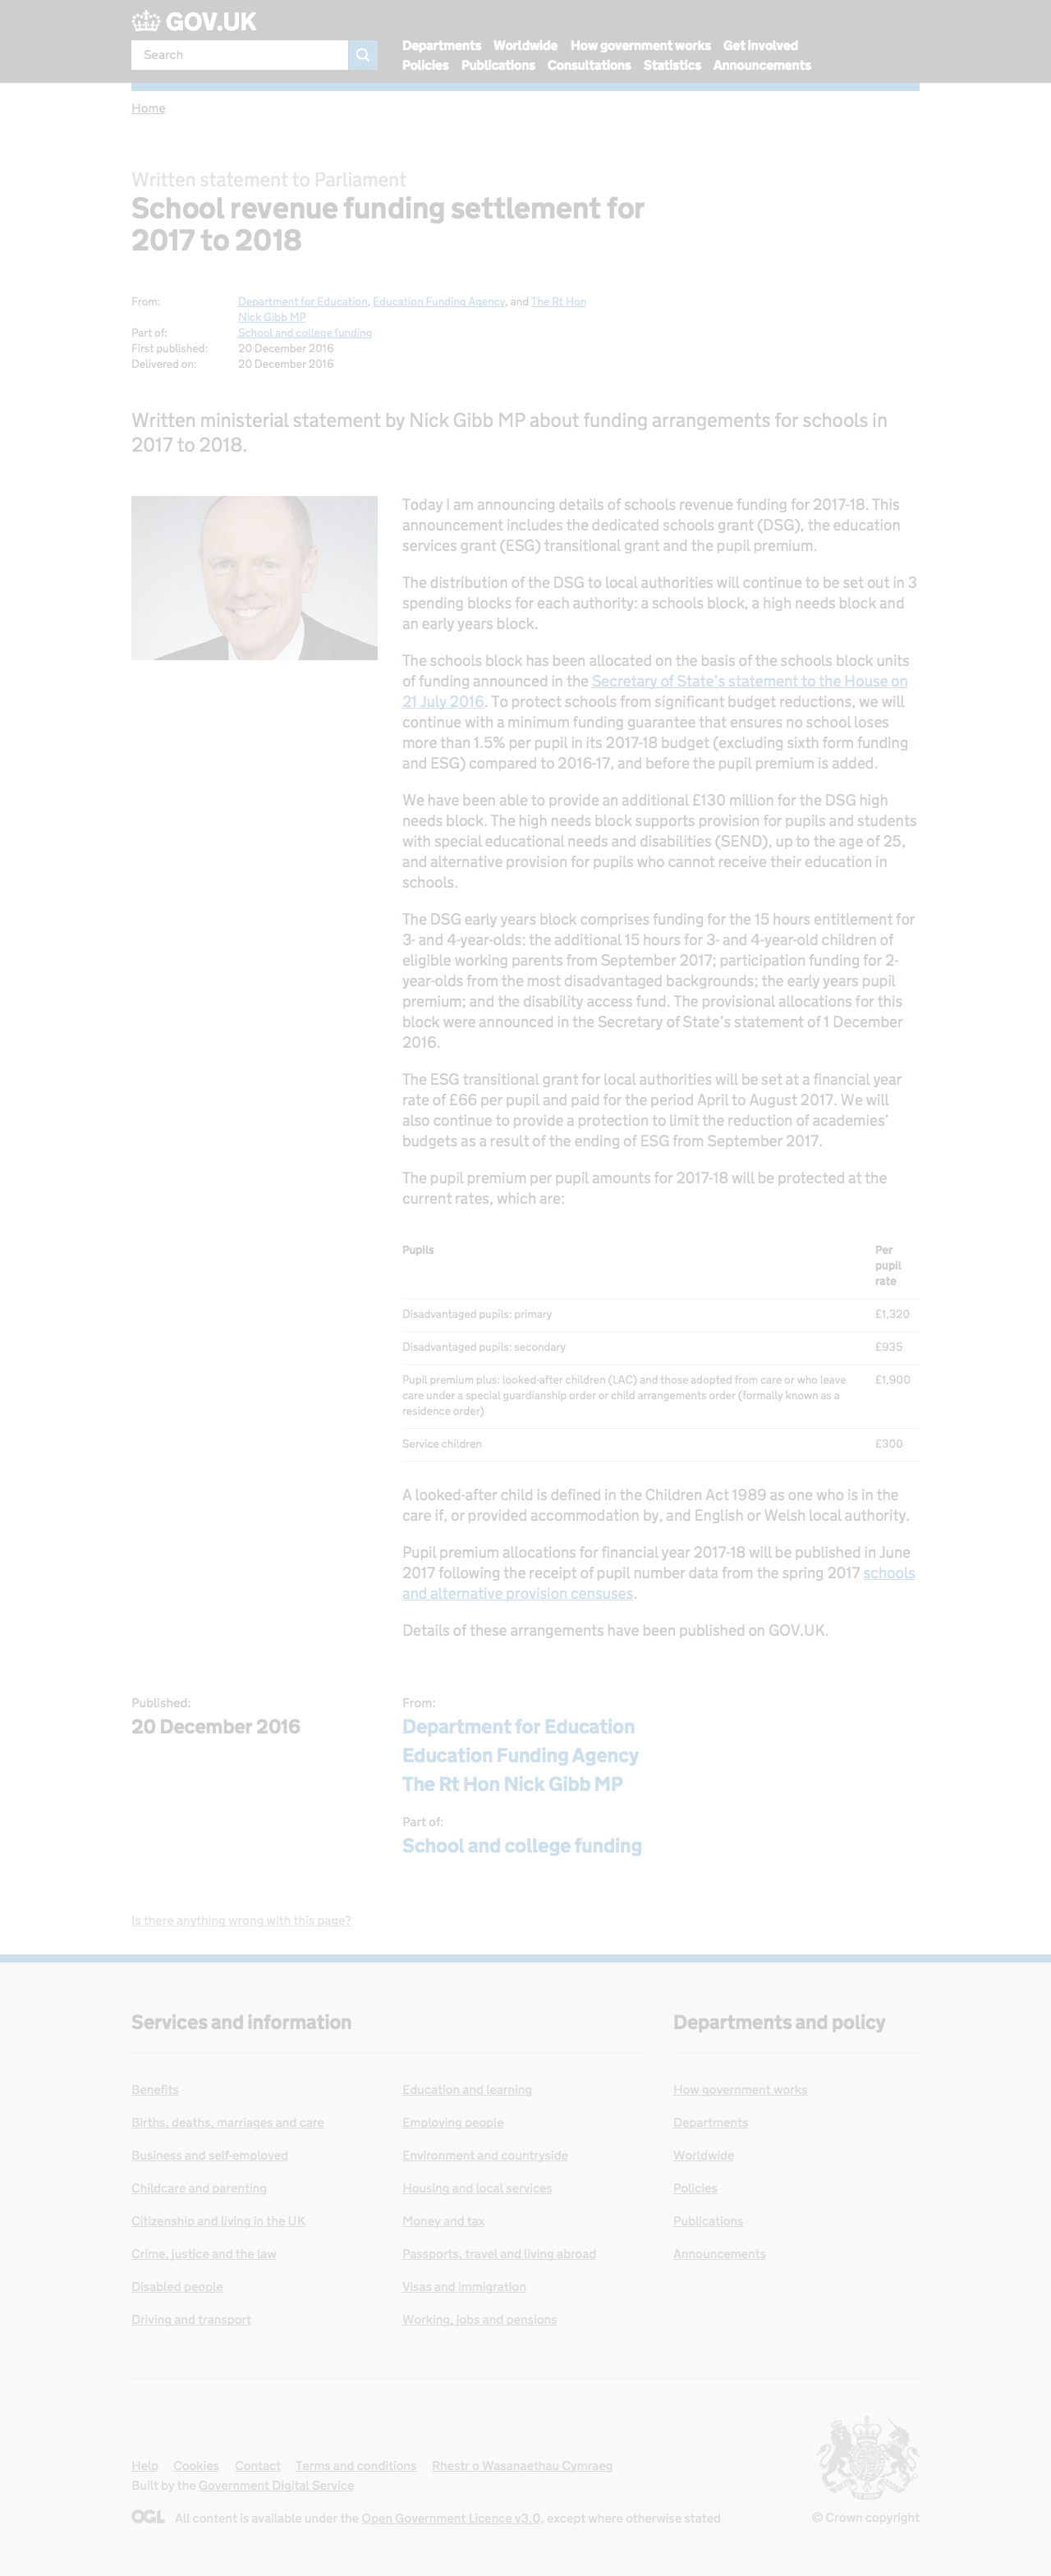 GOV.UK
Search
Departments Worldwide How government works Get involved
Policies Publications Consultations Statistics Announcements
Home
Written statement to Parliament
School revenue funding settlement for
2017 to 2018
From: Department for Education, Education Funding Agency, and The Rt Hon
Nick Gibb MP
Part of: School and college funding
First published: 20 December 2016
Delivered on: 20 December 2016
Written ministerial statement by Nick Gibb MP about funding arrangements for schools in
2017 to 2018.
Today I am announcing details of schools revenue funding for 2017-18. This
announcement includes the dedicated schools grant (DSG), the education
services grant (ESG) transitional grant and the pupil premium.
The distribution of the DSG to local authorities will continue to be set out in 3
spending blocks for each authority: a schools block, a high needs block and
an early years block.
The schools block has been allocated on the basis of the schools block units
of funding announced in the Secretary of State's statement to the House on
21 July 2016. To protect schools from significant budget reductions, we will
continue with a minimum funding guarantee that ensures no school loses
more than 1.5% per pupil in its 2017-18 budget (excluding sixth form funding
and ESG) compared to 2016-17, and before the pupil premium is added.
We have been able to provide an additional £130 million for the DSG high
needs block. The high needs block supports provision for pupils and students
with special educational needs and disabilities (SEND), up to the age of 25,
and alternative provision for pupils who cannot receive their education in
schools.
The DSG early years block comprises funding for the 15 hours entitlement for
3- and 4-year-olds: the additional 15 hours for 3- and 4-year-old children of
eligible working parents from September 2017; participation funding for 2-
year-olds from the most disadvantaged backgrounds; the early years pupil
premium; and the disability access fund. The provisional allocations for this
block were announced in the Secretary of State's statement of 1 December
2016.
The ESG transitional grant for local authorities will be set at a financial year
rate of £66 per pupil and paid for the period April to August 2017. We will
also continue to provide a protection to limit the reduction of academies'
budgets as a result of the ending of ESG from September 2017.
The pupil premium per pupil amounts for 2017-18 will be protected at the
current rates, which are:
Pupils Per
pupil
rate
Disadvantaged pupils: primary £1,320
Disadvantaged pupils: secondary £935
Pupil premium plus: looked-after children (LAC) and those adopted from care or who leave £1,900
care under a special guardianship order or child arrangements order (formally known as a
residence order)
Service children £300
A looked-after child is defined in the Children Act 1989 as one who is in the
care if, or provided accommodation by, and English or Welsh local authority.
Pupil premium allocations for financial year 2017-18 will be published in June
2017 following the receipt of pupil number data from the spring 2017 schools
and alternative provision censuses.
Details of these arrangements have been published on GOV.UK.
Published: From:
20 December 2016 Department for Education
Education Funding Agency
The Rt Hon Nick Gibb MP
Part of:
School and college funding
Is there anything wrong with this page?
Services and information Departments and policy
Benefits Education and learning How government works
Births, deaths, marriages and care Employing people Departments
Business and self-employed Environment and countryside Worldwide
Childcare and parenting Housing and local services Policies
Citizenship and living in the UK Money and tax Publications
Crime, justice and the law Passports, travel and living abroad Announcements
Disabled people Visas and immigration
Driving and transport Working, jobs and pensions
Help Cookies Contact Terms and conditions Rhestr o Wasanaethau Cymraeg
Built by the Government Digital Service
OGL All content is available under the Open Government Licence v3.0, except where otherwise stated
© Crown copyright